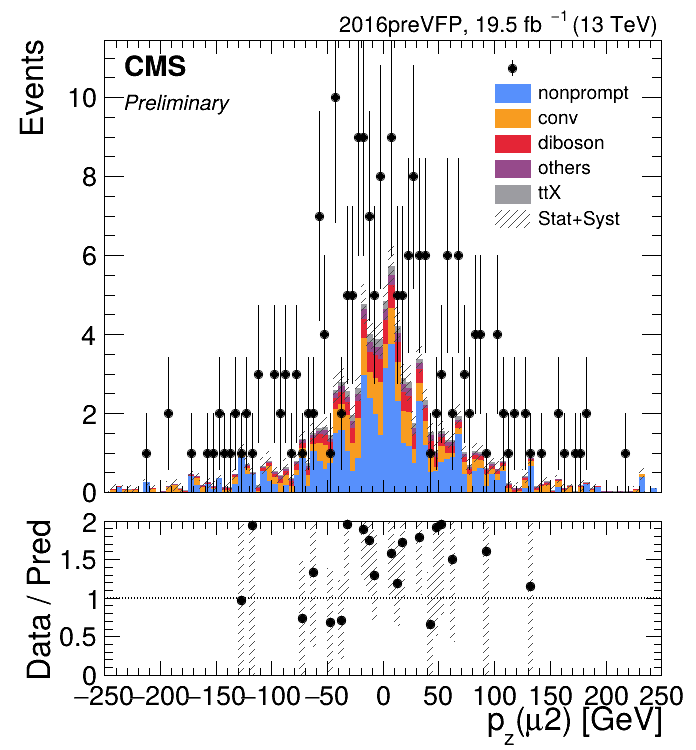 2016preVFP, 19.5 fb⁻¹ (13 TeV)
CMS
Preliminary
Events
10
8
6
4
2
0
nonprompt
conv
diboson
others
ttX
Stat+Syst
Data / Pred
2
1.5
1
0.5
0
−250 −200 −150 −100 −50 0 50 100 150 200 250
p_z(μ2) [GeV]